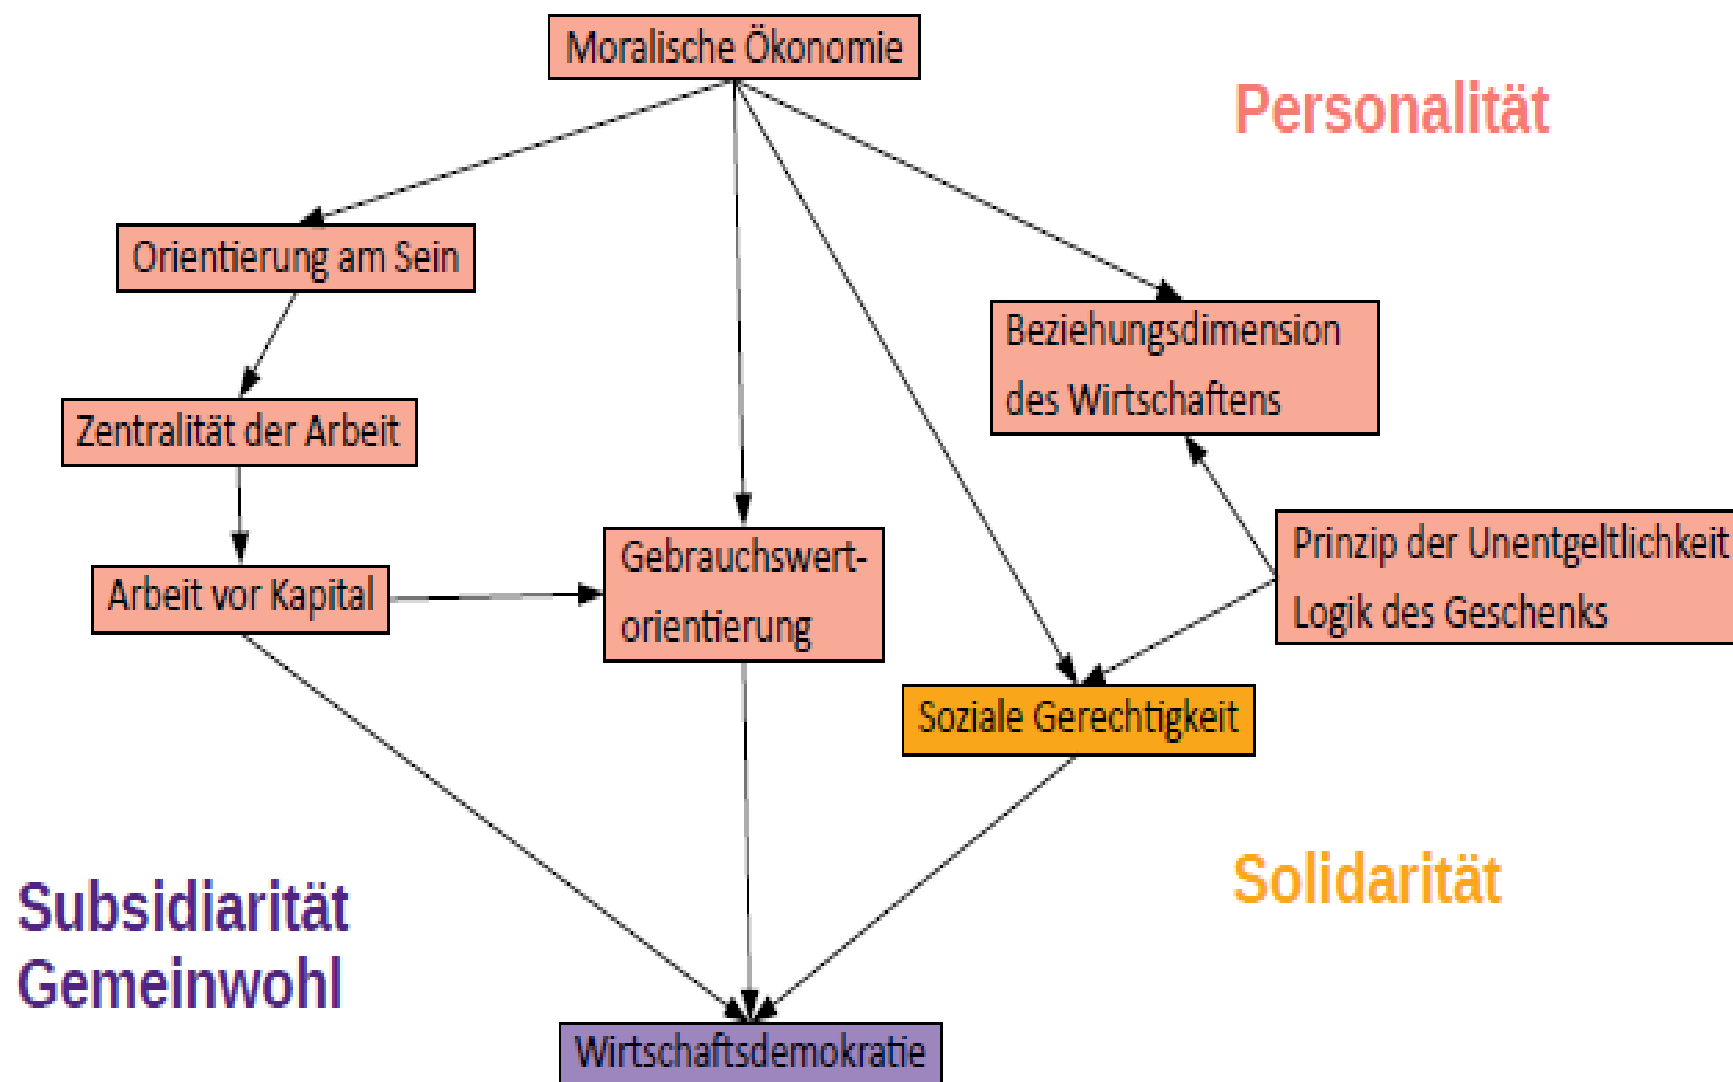 Moralische Ökonomie
Personalität
Orientierung am Sein
Beziehungsdimension
des Wirtschaftens
Zentralität der Arbeit
Prinzip der Unentgeltlichkeit
Logik des Geschenks
Gebrauchswert-
orientierung
Arbeit vor Kapital
Soziale Gerechtigkeit
Solidarität
Subsidiarität
Gemeinwohl
Wirtschaftsdemokratie